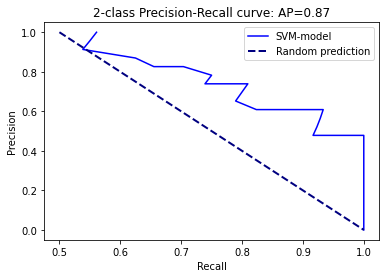 2-class Precision-Recall curve: AP=0.87
SVM-model
Random prediction
Precision
1.0
0.8
0.6
0.4
0.2
0.0
0.5 0.6 0.7 0.8 0.9 1.0
Recall